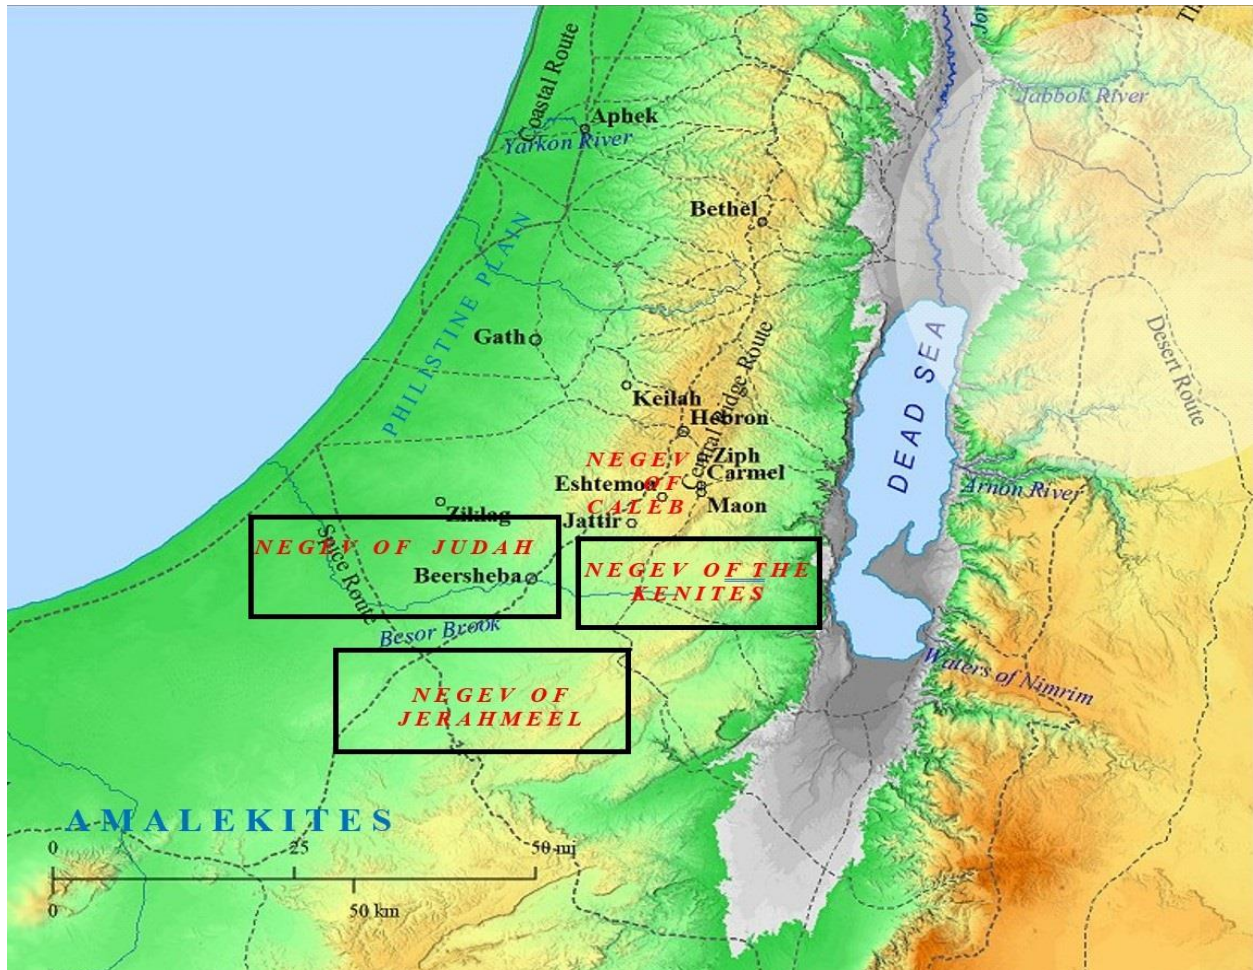 Coastal Route
Jabbok River
Aphek
Yarkon River
Bethel
PHILISTINE PLAIN
Gath
Desert Route
Keilah
Hebron
Central Ridge Route
DEAD SEA
Ziph
NEGEV
OF
CALEB
Carmel
Eshtemoa
Arnon River
Maon
Ziklag
Jattir
Spice Route
NEGEV OF JUDAH
Beersheba
NEGEV OF THE
KENITES
Besor Brook
Waters of Nimrim
NEGEV OF
JERAHMEEL
AMALEKITES
0 25 50 mi
0 50 km